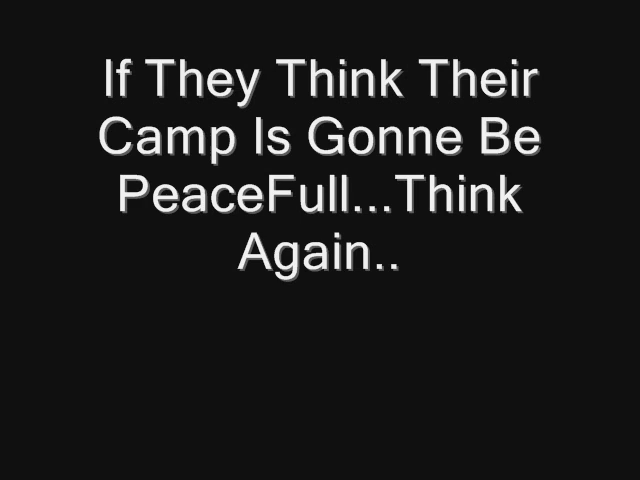 If They Think Their
Camp Is Gonne Be
PeaceFull...Think
Again..